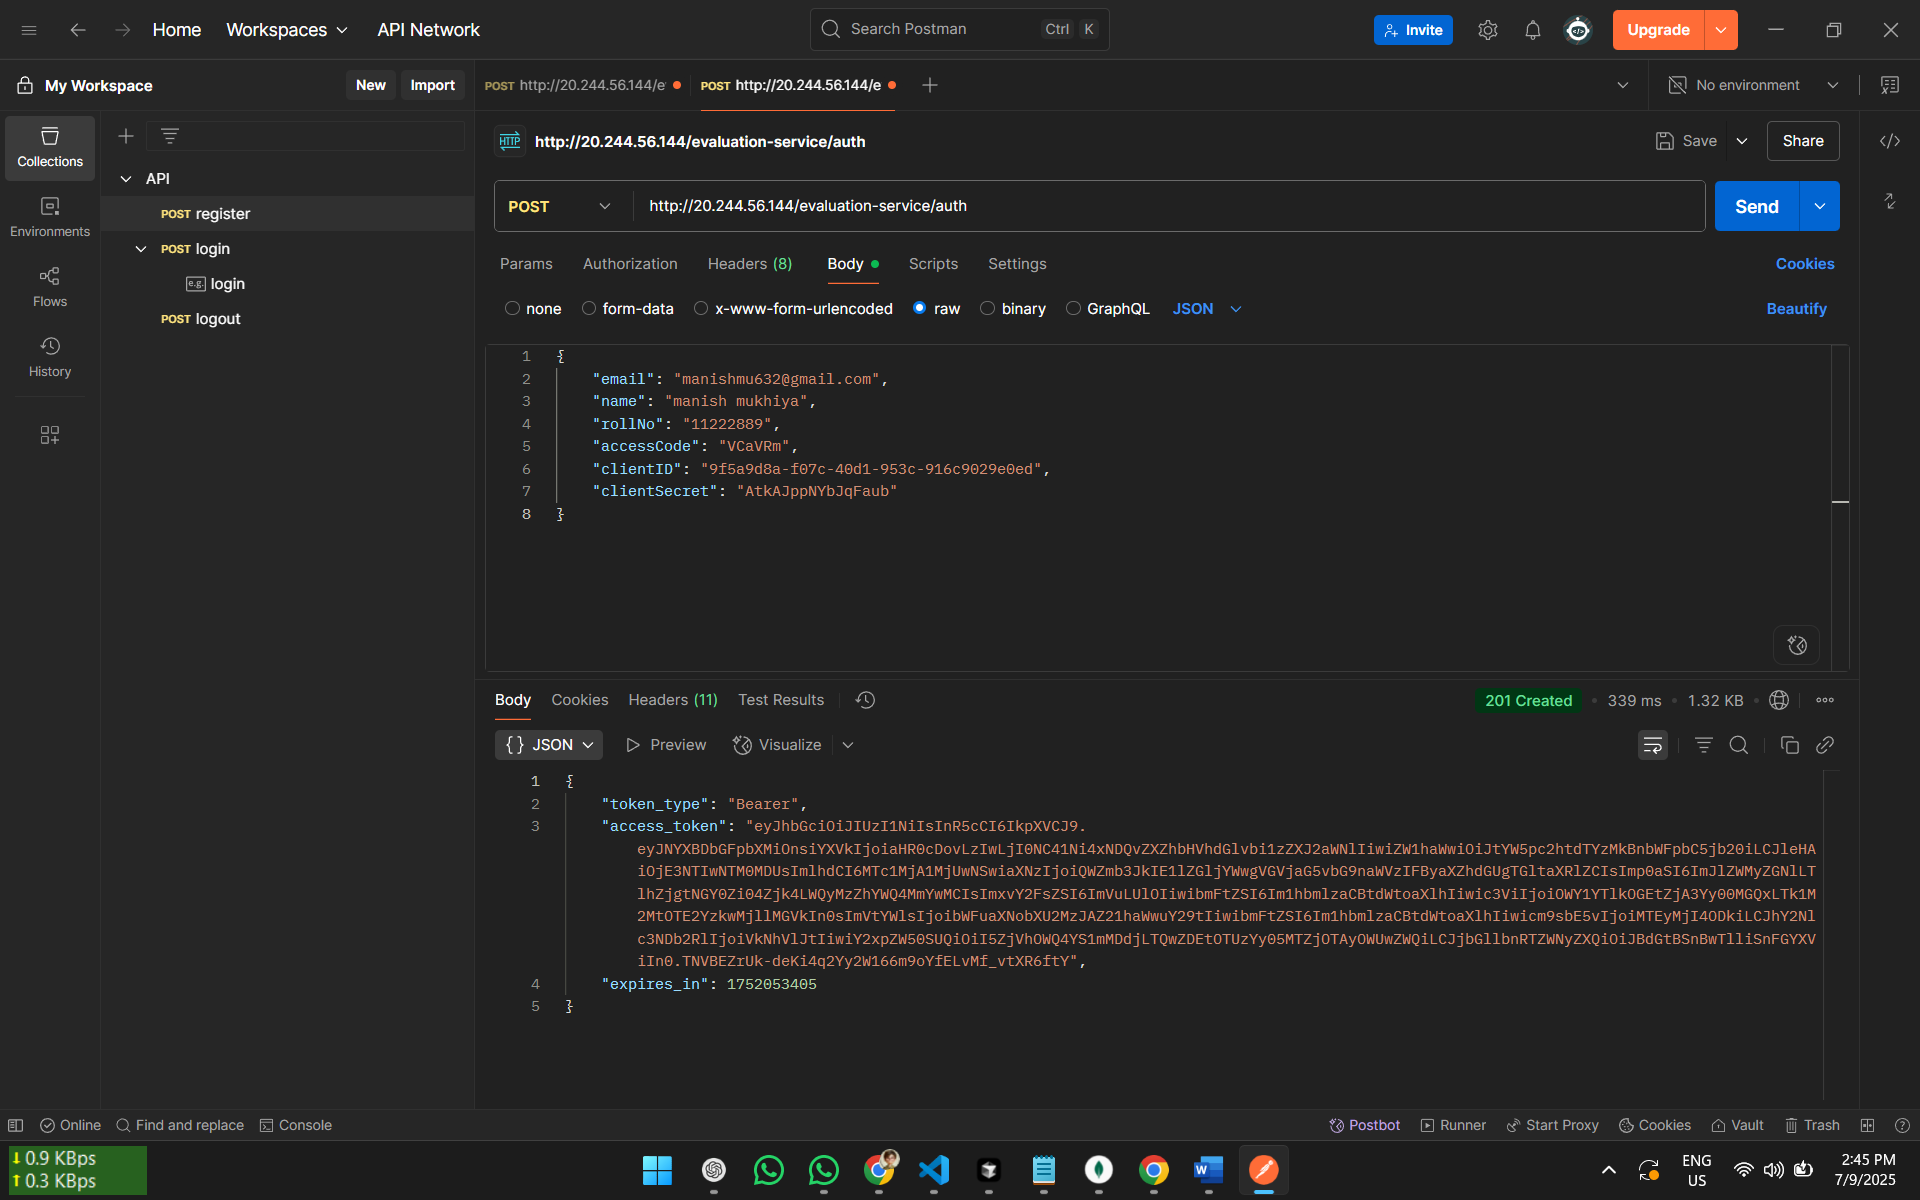 Home
Workspaces
API Network
Search Postman
Ctrl
K
Invite
Upgrade
My Workspace
New
Import
POST http://20.244.56.144/e
POST http://20.244.56.144/e
No environment
Collections
Environments
Flows
History
API
POST register
POST login
e.g. login
POST logout
HTTP http://20.244.56.144/evaluation-service/auth
Save
Share
POST
http://20.244.56.144/evaluation-service/auth
Send
Params
Authorization
Headers (8)
Body
Scripts
Settings
Cookies
none
form-data
x-www-form-urlencoded
raw
binary
GraphQL
JSON
Beautify
1 {
2 "email": "manishmu632@gmail.com",
3 "name": "manish mukhiya",
4 "rollNo": "11222889",
5 "accessCode": "VCaVRm",
6 "clientID": "9f5a9d8a-f07c-40d1-953c-916c9029e0ed",
7 "clientSecret": "AtkAJppNYbJqFaub"
8 }
Body
Cookies
Headers (11)
Test Results
201 Created
339 ms
1.32 KB
{} JSON
Preview
Visualize
1 {
2 "token_type": "Bearer",
3 "access_token": "eyJhbGciOiJIUzI1NiIsInR5cCI6IkpXVCJ9.
4 "expires_in": 1752053405
5 }
Online
Find and replace
Console
Postbot
Runner
Start Proxy
Cookies
Vault
Trash
0.9 KBps
0.3 KBps
ENG
US
2:45 PM
7/9/2025